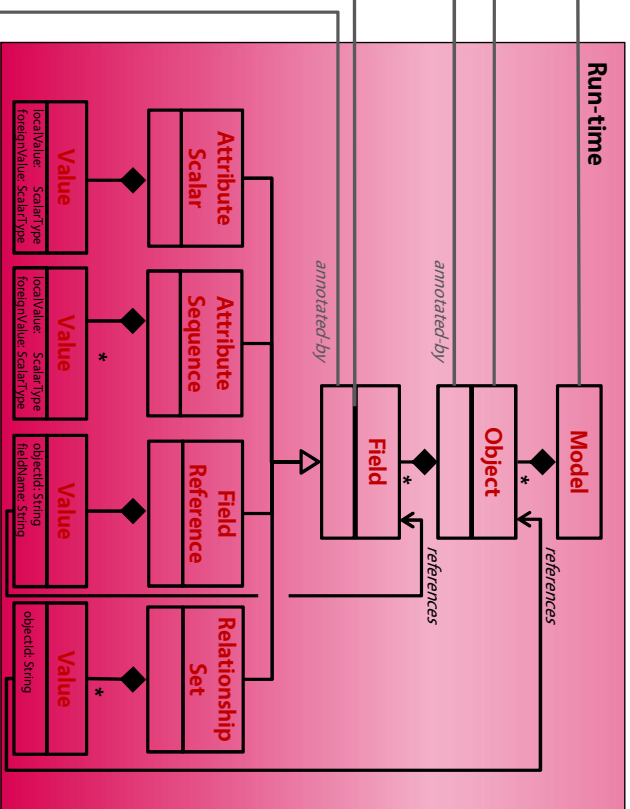 Run-time
Model
*
references
Object
annotated-by
*
references
Field
annotated-by
Attribute
Scalar
Attribute
Sequence
Field
Reference
Relationship
Set
*
*
Value
localValue: ScalarType
foreignValue: ScalarType
Value
localValue: ScalarType
foreignValue: ScalarType
Value
objectId: String
fieldName: String
Value
objectId: String